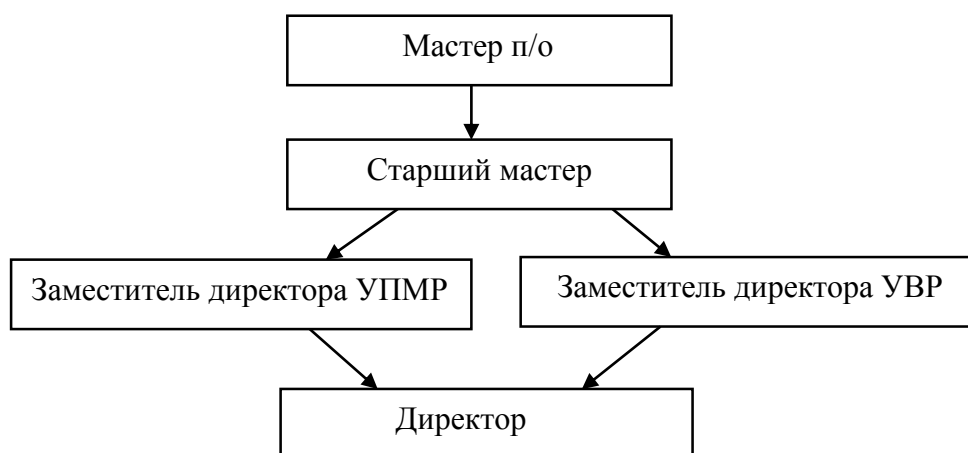 Мастер п/о
Старший мастер
Заместитель директора УПМР
Заместитель директора УВР
Директор